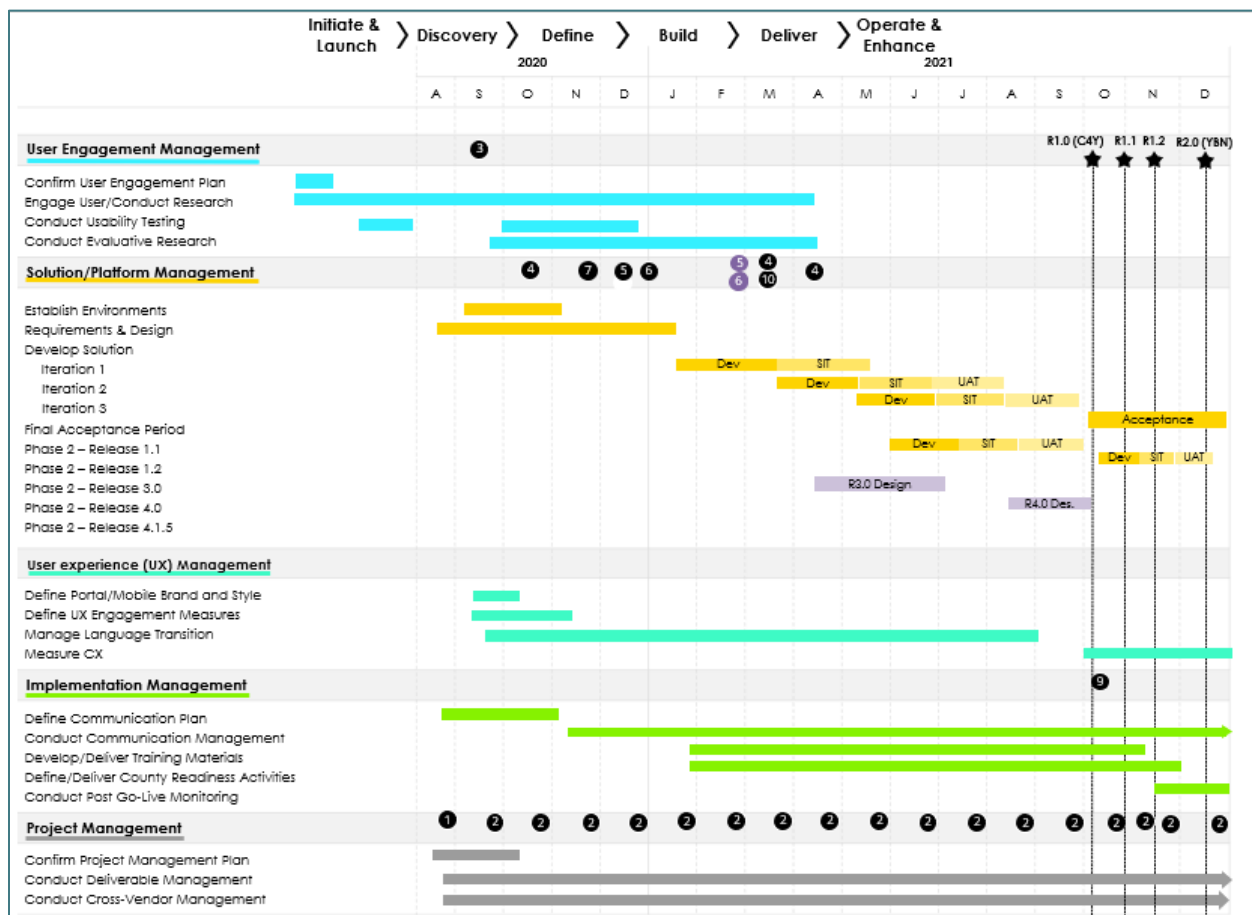 Initiate &
Launch
Discovery
Define
Build
Deliver
Operate &
Enhance
2020
2021
A S O N D J F M A M J J A S O N D
R1.0 (C4Y) R1.1 R1.2 R2.0 (YBN)
User Engagement Management
3
Confirm User Engagement Plan
Engage User/Conduct Research
Conduct Usability Testing
Conduct Evaluative Research
Solution/Platform Management
4 7 5 6 5 4 4
6 10
Establish Environments
Requirements & Design
Develop Solution
Iteration 1
Dev SIT
Iteration 2
Dev SIT UAT
Iteration 3
Dev SIT UAT
Final Acceptance Period
Acceptance
Phase 2 – Release 1.1
Dev SIT UAT
Phase 2 – Release 1.2
Dev SIT UAT
Phase 2 – Release 3.0
R3.0 Design
Phase 2 – Release 4.0
R4.0 Des.
Phase 2 – Release 4.1.5
User experience (UX) Management
Define Portal/Mobile Brand and Style
Define UX Engagement Measures
Manage Language Transition
Measure CX
Implementation Management
9
Define Communication Plan
Conduct Communication Management
Develop/Deliver Training Materials
Define/Deliver County Readiness Activities
Conduct Post Go-Live Monitoring
Project Management
1 2 2 2 2 2 2 2 2 2 2 2 2 2 2 2 2 2
Confirm Project Management Plan
Conduct Deliverable Management
Conduct Cross-Vendor Management